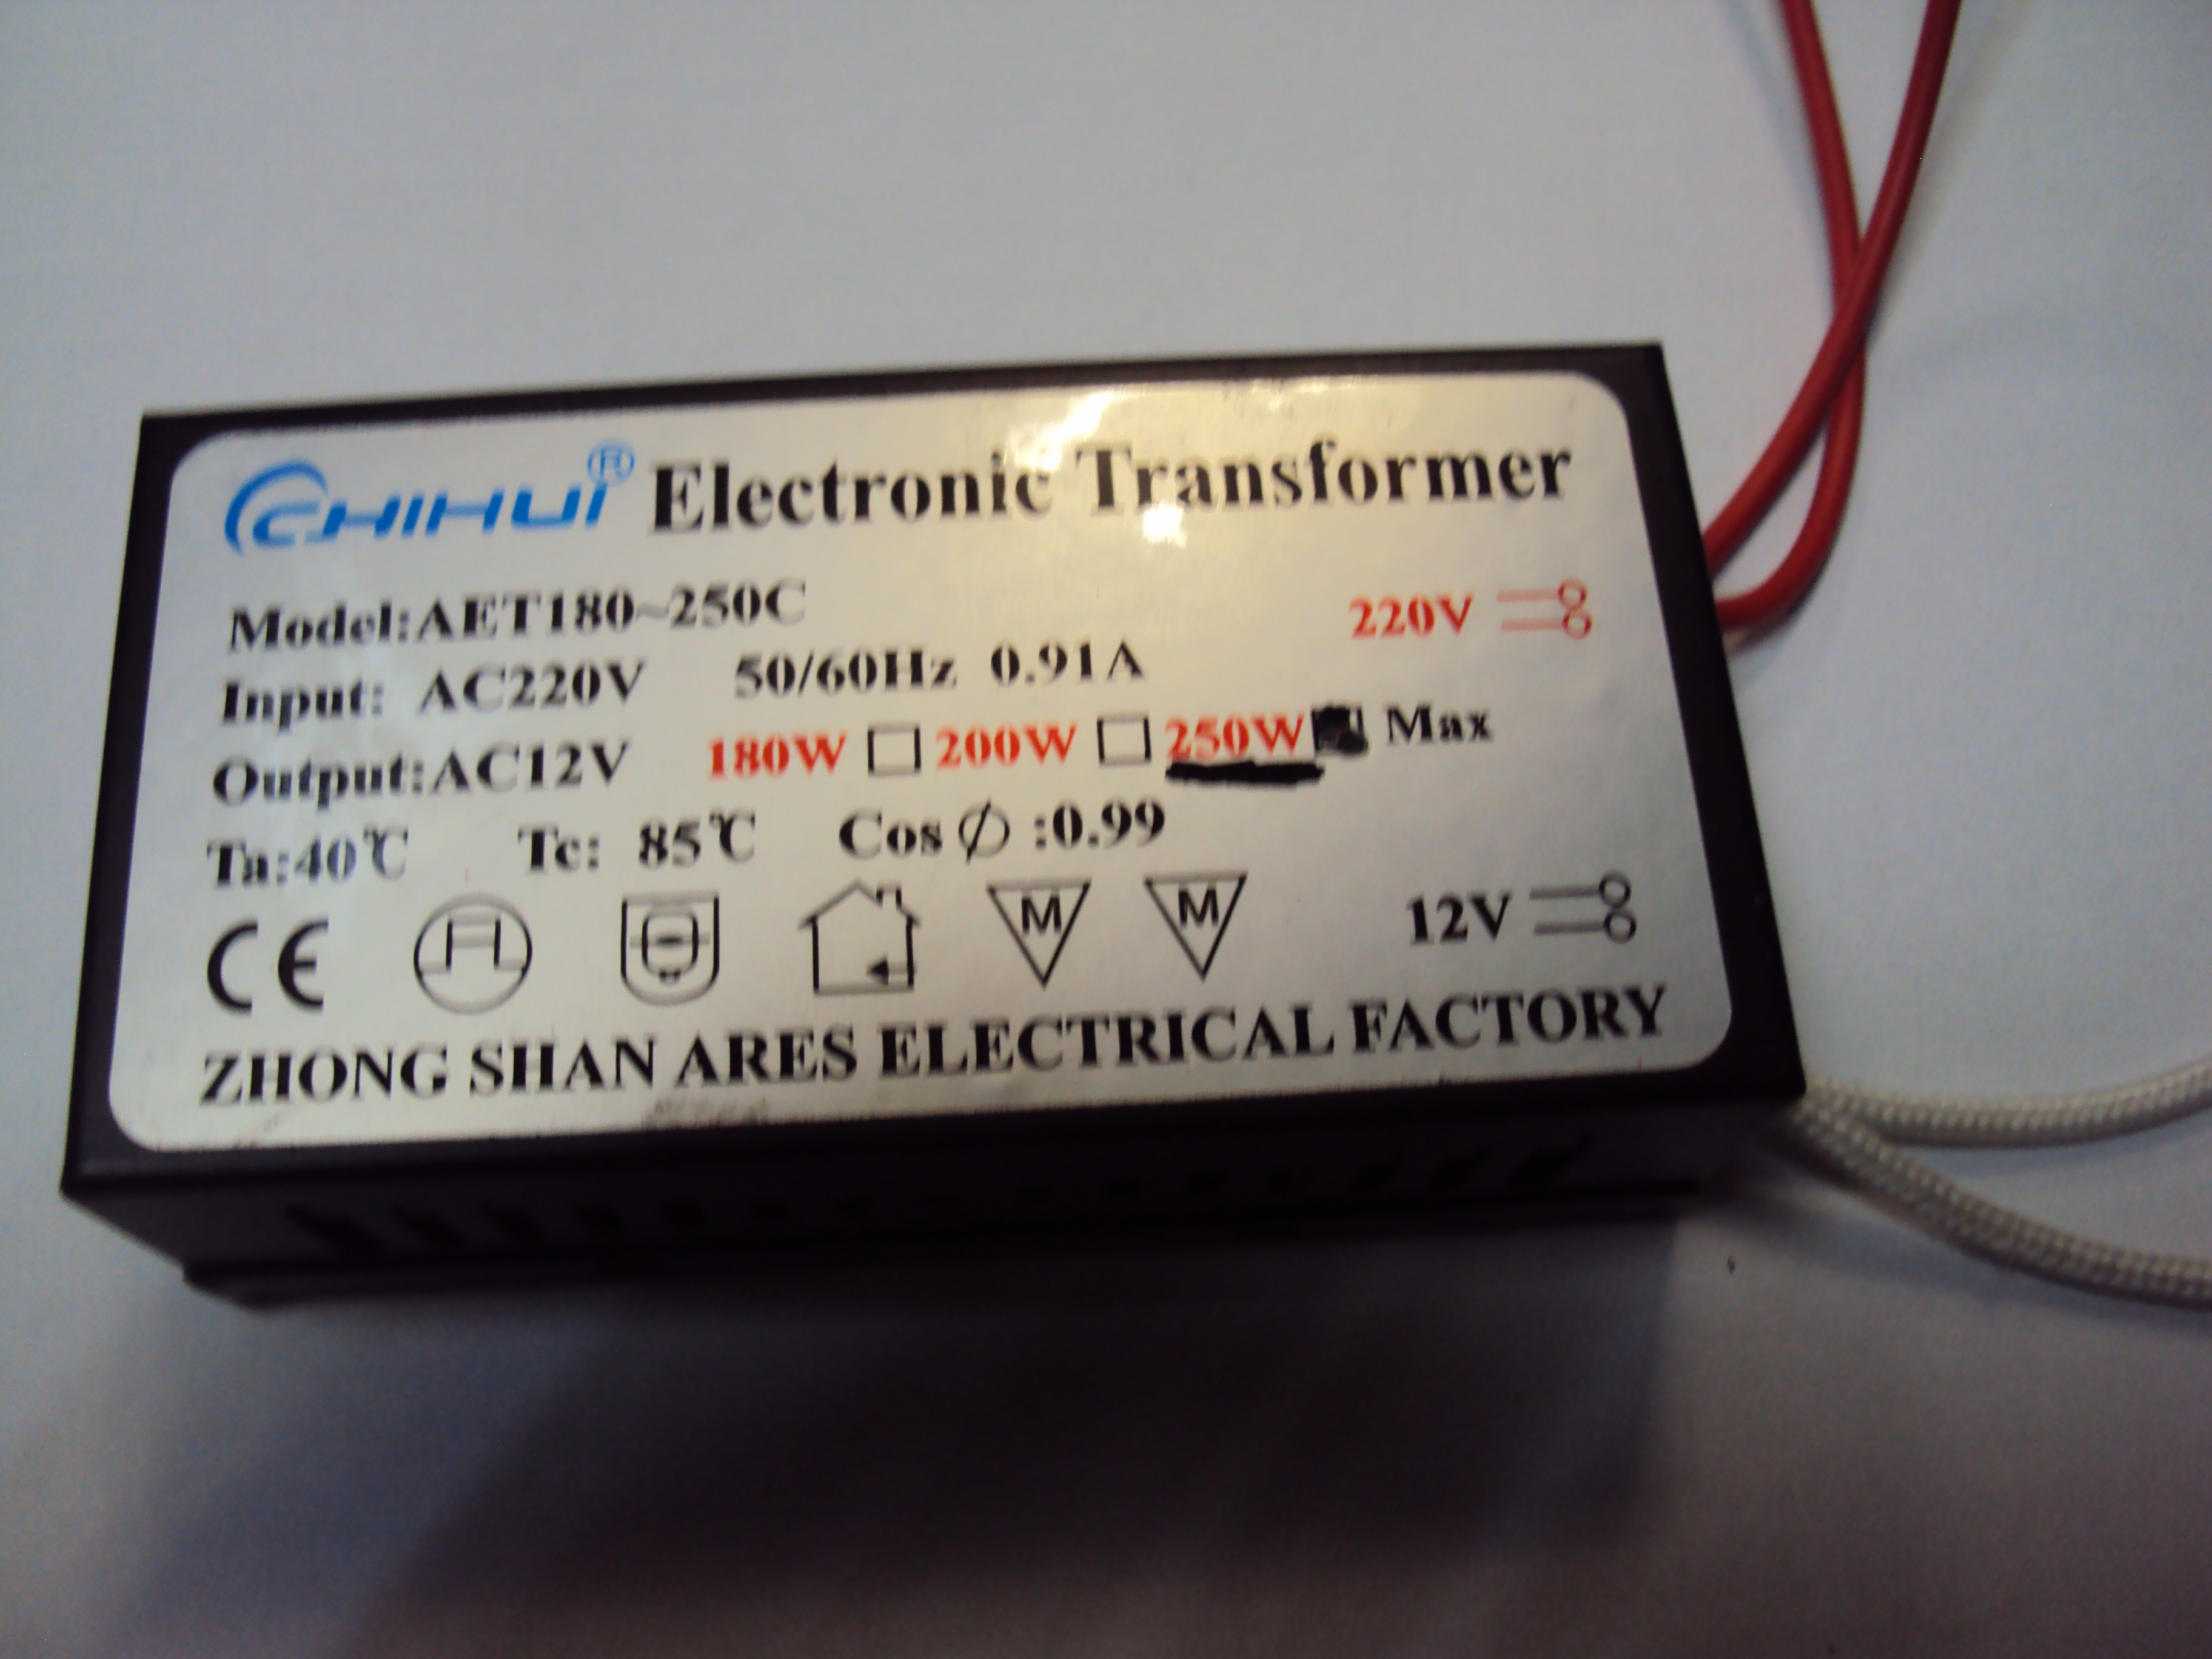 CHIHUI® Electronic Transformer
Model:AET180~250C
220V
Input: AC220V 50/60Hz 0.91A
Output:AC12V 180W □ 200W □ 250W ■ Max
Ta:40℃ Tc: 85℃ Cos∅:0.99
CE M M 12V
ZHONG SHAN ARES ELECTRICAL FACTORY